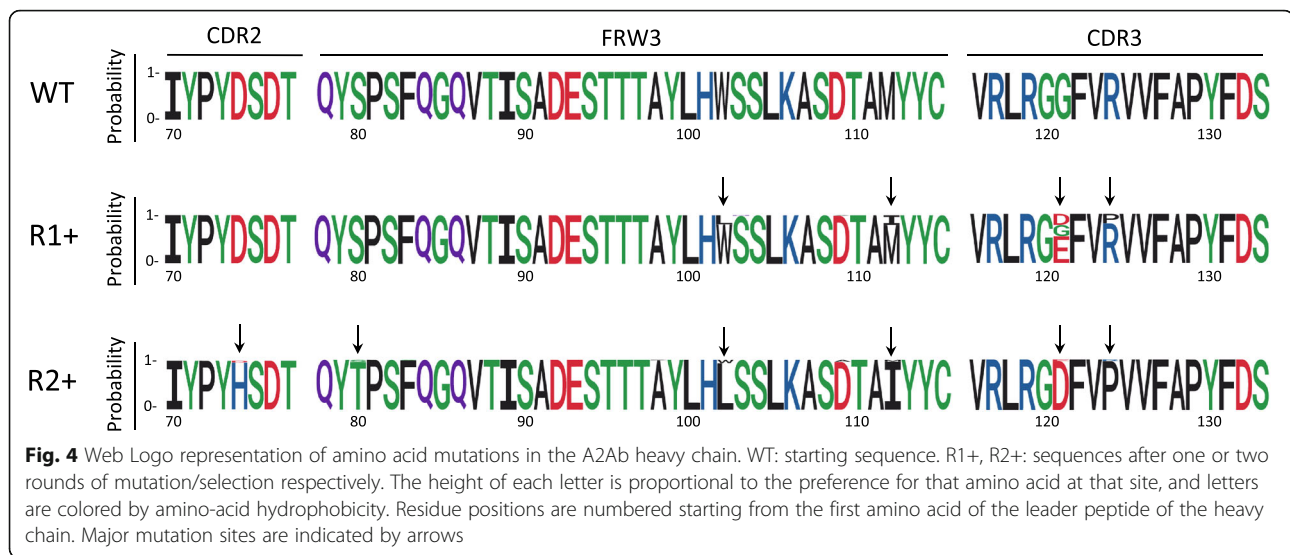 CDR2 FRW3 CDR3
WT Probability 1- 0- IYPYDSDT QYSPSFQGQVTISADESTTTAYLHWSSLKASDTAMYYC VRLRGGFVRVVFAPYFDS
70 80 90 100 110 120 130
R1+ Probability 1- 0- IYPYDSDT QYSPSFQGQVTISADESTTTAYLHWSSLKASDTAMYYC VRLRGEFVRVVFAPYFDS
I D G P
70 80 90 100 110 120 130
R2+ Probability 1- 0- IYPYHSDT QYTPSFQGQVTISADESTTTAYLHLSSLKASDTAIYYC VRLRGDFVPVVFAPYFDS
70 80 90 100 110 120 130
Fig. 4 Web Logo representation of amino acid mutations in the A2Ab heavy chain. WT: starting sequence. R1+, R2+: sequences after one or two
rounds of mutation/selection respectively. The height of each letter is proportional to the preference for that amino acid at that site, and letters
are colored by amino-acid hydrophobicity. Residue positions are numbered starting from the first amino acid of the leader peptide of the heavy
chain. Major mutation sites are indicated by arrows